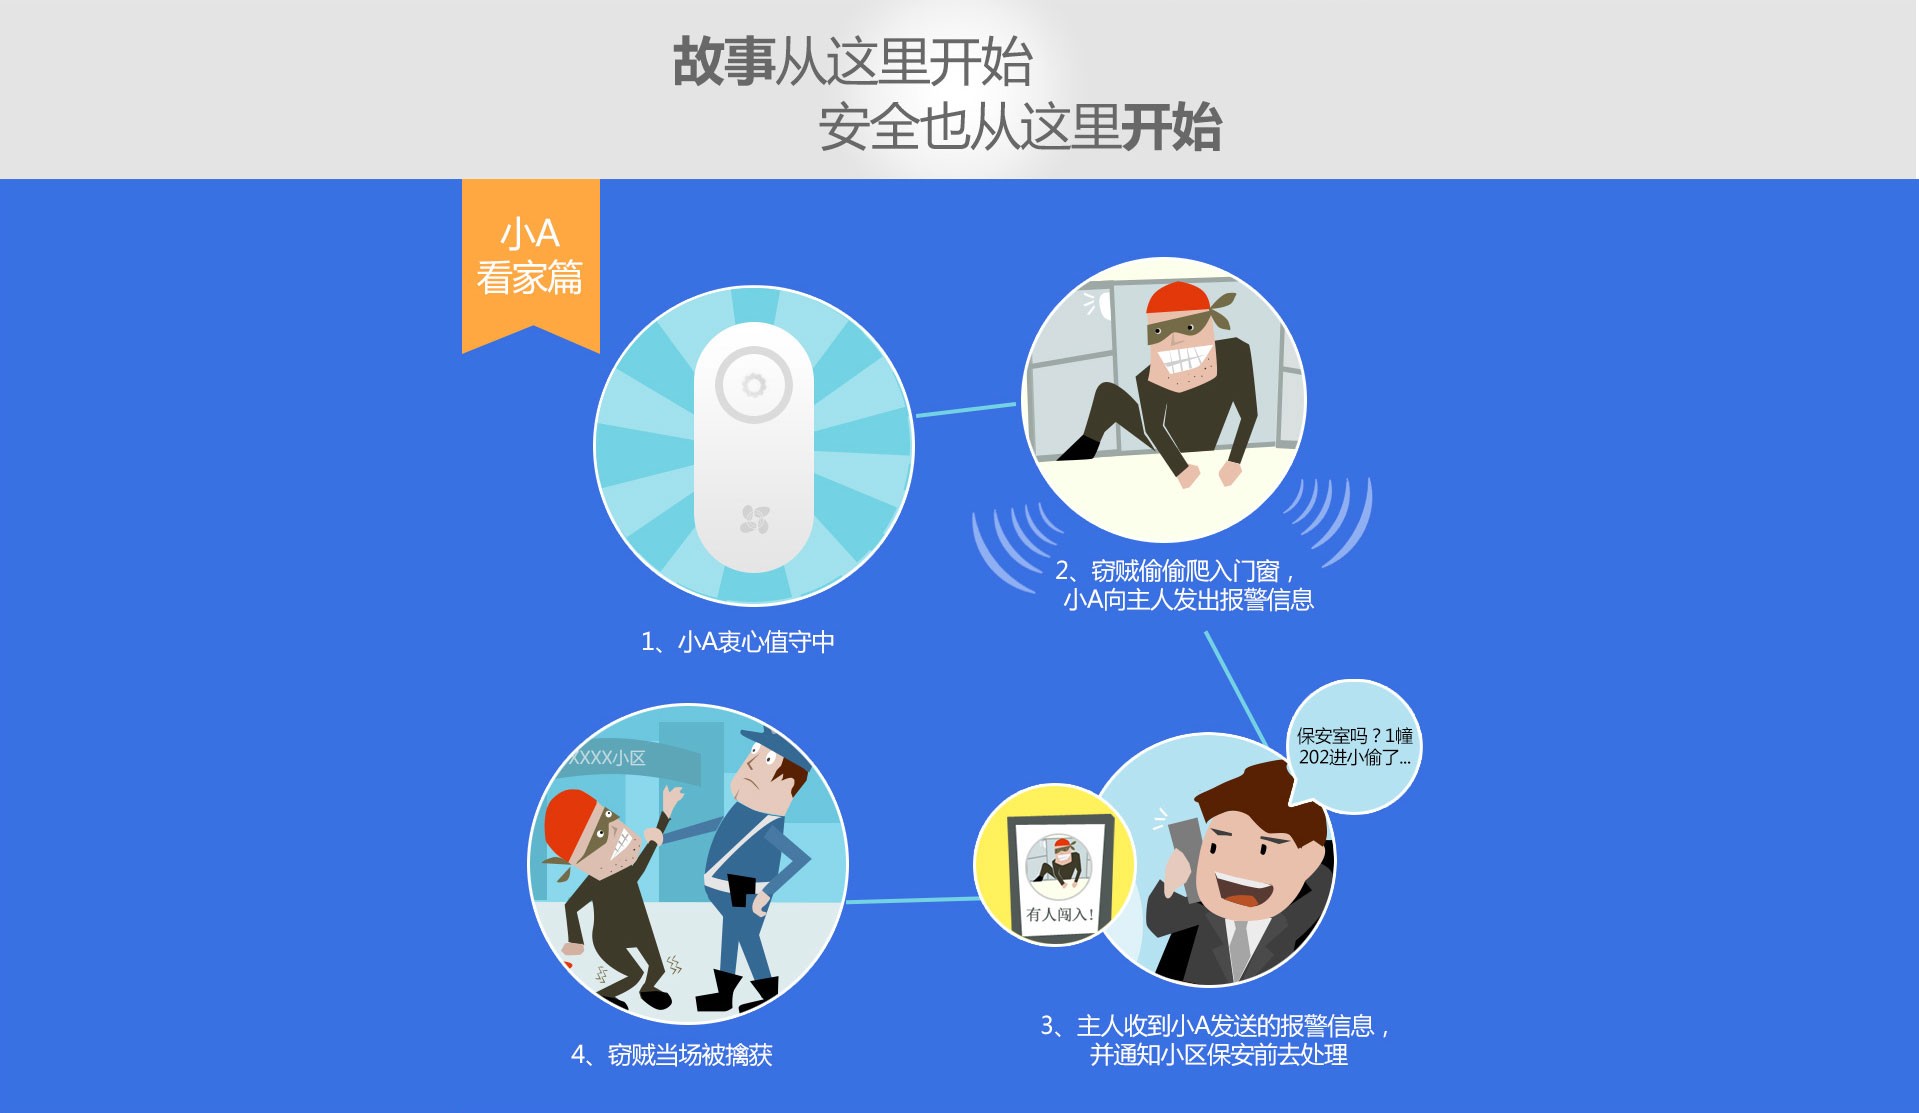 故事从这里开始
安全也从这里开始
小A
看家篇
1、小A衷心值守中
2、窃贼偷偷爬入门窗，
小A向主人发出报警信息
保安室吗？1幢
202进小偷了...
有人闯入!
3、主人收到小A发送的报警信息，
并通知小区保安前去处理
XXXX小区
4、窃贼当场被擒获